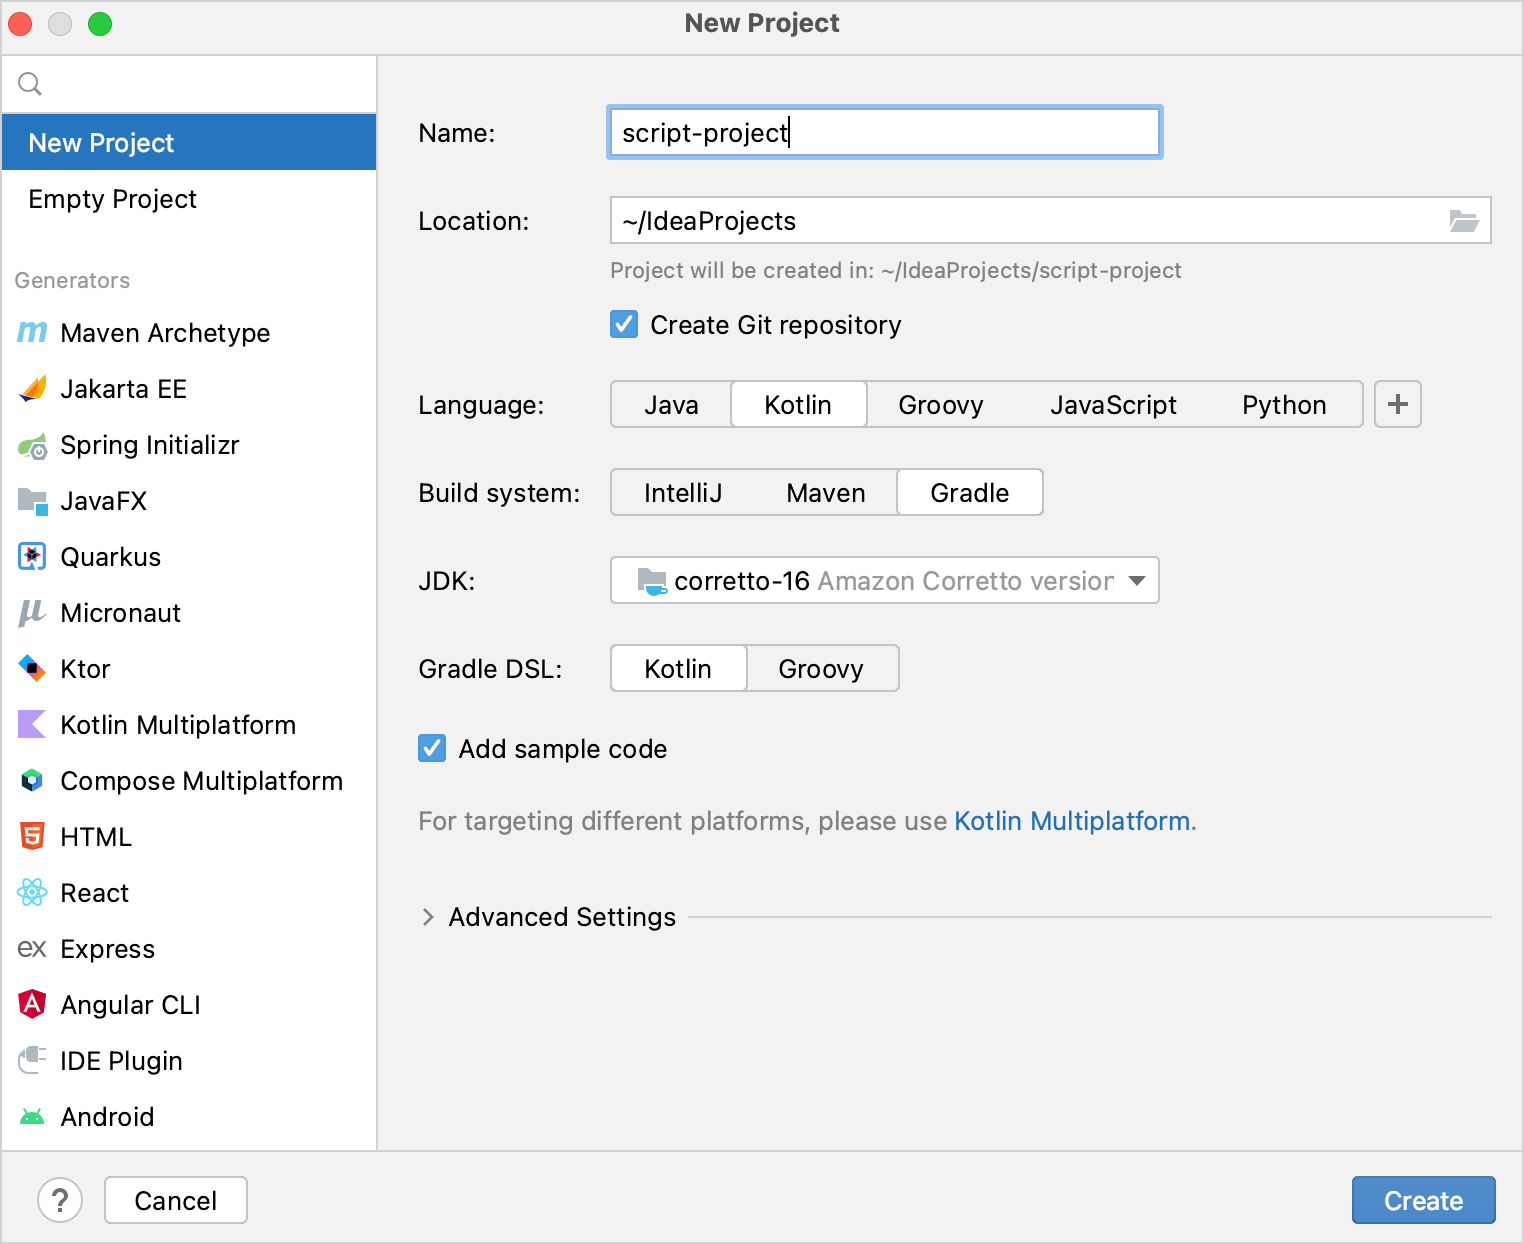 New Project
New Project
Empty Project
Generators
Maven Archetype
Jakarta EE
Spring Initializr
JavaFX
Quarkus
Micronaut
Ktor
Kotlin Multiplatform
Compose Multiplatform
HTML
React
ex Express
Angular CLI
IDE Plugin
Android
Name: script-project
Location: ~/IdeaProjects
Project will be created in: ~/IdeaProjects/script-project
Create Git repository
Language: Java Kotlin Groovy JavaScript Python +
Build system: IntelliJ Maven Gradle
JDK: corretto-16 Amazon Corretto version
Gradle DSL: Kotlin Groovy
Add sample code
For targeting different platforms, please use Kotlin Multiplatform.
Advanced Settings
? Cancel Create